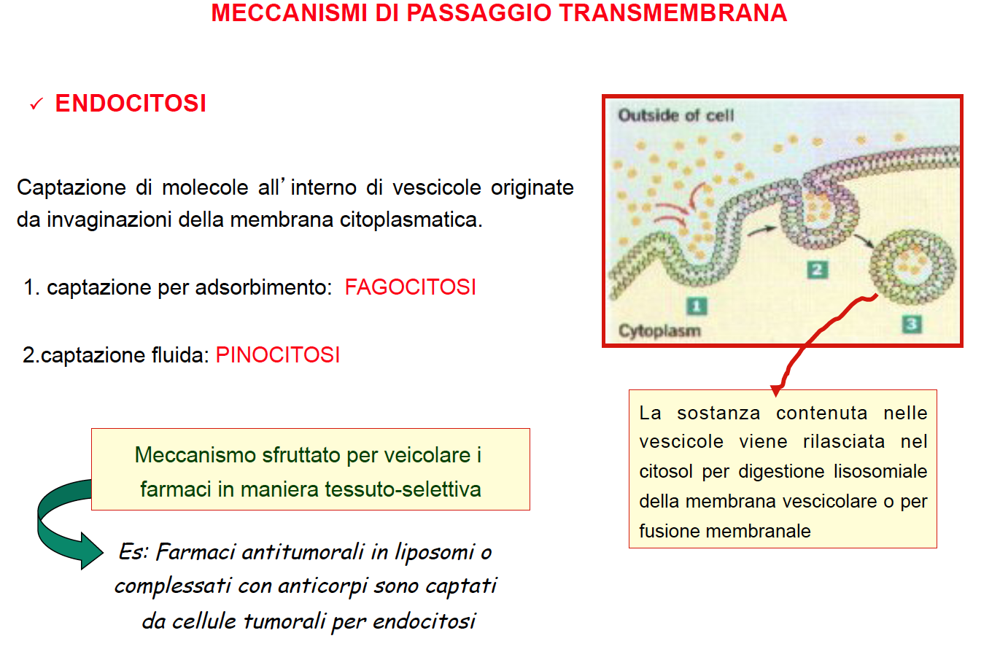 MECCANISMI DI PASSAGGIO TRANSMEMBRANA
✓ ENDOCITOSI
Captazione di molecole all’ interno di vescicole originate
da invaginazioni della membrana citoplasmatica.
1. captazione per adsorbimento: FAGOCITOSI
2.captazione fluida: PINOCITOSI
Meccanismo sfruttato per veicolare i
farmaci in maniera tessuto-selettiva
Es: Farmaci antitumorali in liposomi o
complessati con anticorpi sono captati
da cellule tumorali per endocitosi
Outside of cell
1
2
3
Cytoplasm
La sostanza contenuta nelle
vescicole viene rilasciata nel
citosol per digestione lisosomiale
della membrana vescicolare o per
fusione membranale